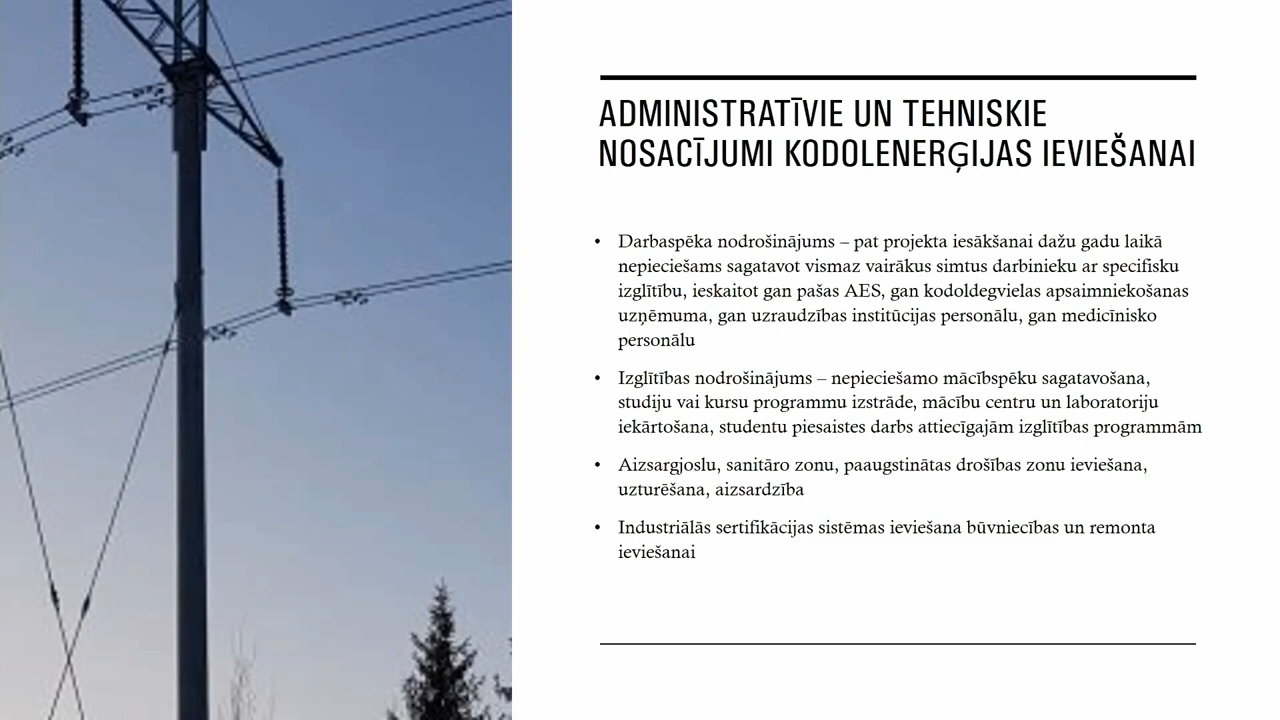 ADMINISTRATĪVIE UN TEHNISKIE
NOSACĪJUMI KODOLENERĢIJAS IEVIEŠANAI
• Darbaspēka nodrošinājums – pat projekta iesākšanai dažu gadu laikā
nepieciešams sagatavot vismaz vairākus simtus darbinieku ar specifisku
izglītību, ieskaitot gan pašas AES, gan kodoldegvielas apsaimniekošanas
uzņēmuma, gan uzraudzības institūcijas personālu, gan medicīnisko
personālu
• Izglītības nodrošinājums – nepieciešamo mācībspēku sagatavošana,
studiju vai kursu programmu izstrāde, mācību centru un laboratoriju
iekārtošana, studentu piesaistes darbs attiecīgajām izglītības programmām
• Aizsargjoslu, sanitāro zonu, paaugstinātas drošības zonu ieviešana,
uzturēšana, aizsardzība
• Industriālās sertifikācijas sistēmas ieviešana būvniecības un remonta
ieviešanai